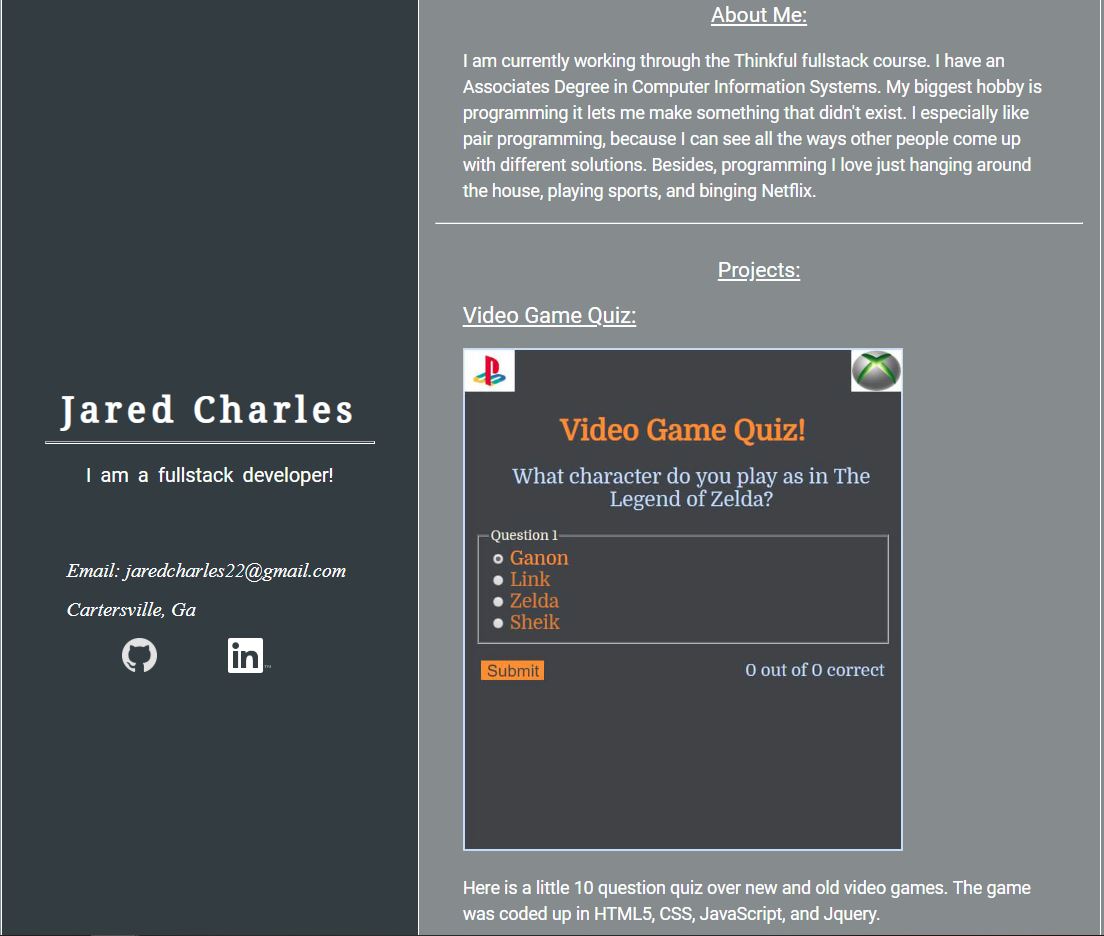 Jared Charles
I am a fullstack developer!
Email: jaredcharles22@gmail.com
Cartersville, Ga
in™
About Me:
I am currently working through the Thinkful fullstack course. I have an
Associates Degree in Computer Information Systems. My biggest hobby is
programming it lets me make something that didn't exist. I especially like
pair programming, because I can see all the ways other people come up
with different solutions. Besides, programming I love just hanging around
the house, playing sports, and binging Netflix.
Projects:
Video Game Quiz:
Video Game Quiz!
What character do you play as in The
Legend of Zelda?
Question 1
Ganon
Link
Zelda
Sheik
Submit
0 out of 0 correct
Here is a little 10 question quiz over new and old video games. The game
was coded up in HTML5, CSS, JavaScript, and Jquery.